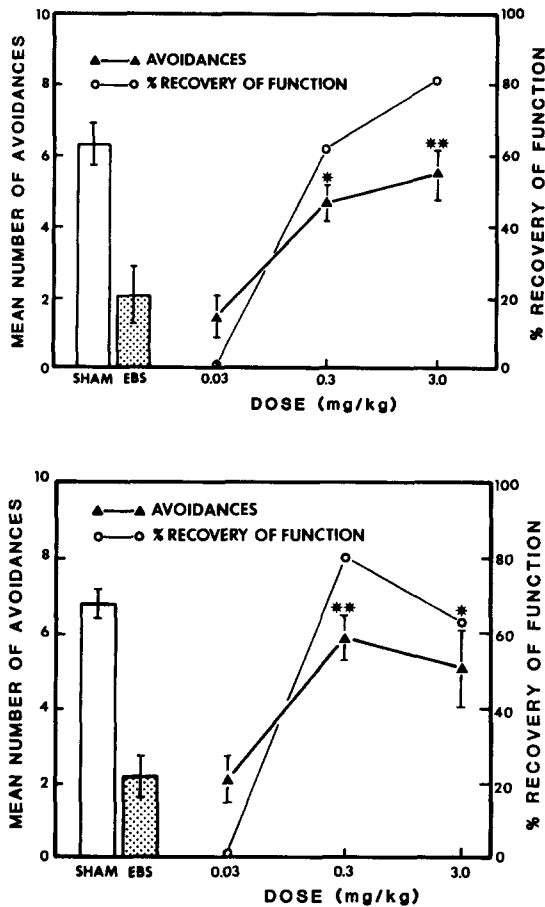 MEAN NUMBER OF AVOIDANCES
10
8
6
4
2
0
AVOIDANCES
% RECOVERY OF FUNCTION
*
**
SHAM EBS 0.03 0.3 3.0
DOSE (mg/kg)
100
80
60
40
20
0
% RECOVERY OF FUNCTION
MEAN NUMBER OF AVOIDANCES
10
8
6
4
2
0
AVOIDANCES
% RECOVERY OF FUNCTION
**
*
SHAM EBS 0.03 0.3 3.0
DOSE (mg/kg)
100
80
60
40
20
0
% RECOVERY OF FUNCTION